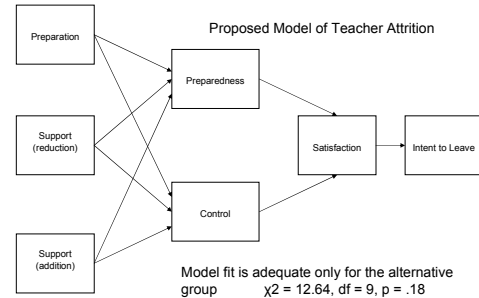 Proposed Model of Teacher Attrition
Preparation
Preparedness
Support
(reduction)
Satisfaction
Intent to Leave
Control
Support
(addition)
Model fit is adequate only for the alternative
group χ2 = 12.64, df = 9, p = .18